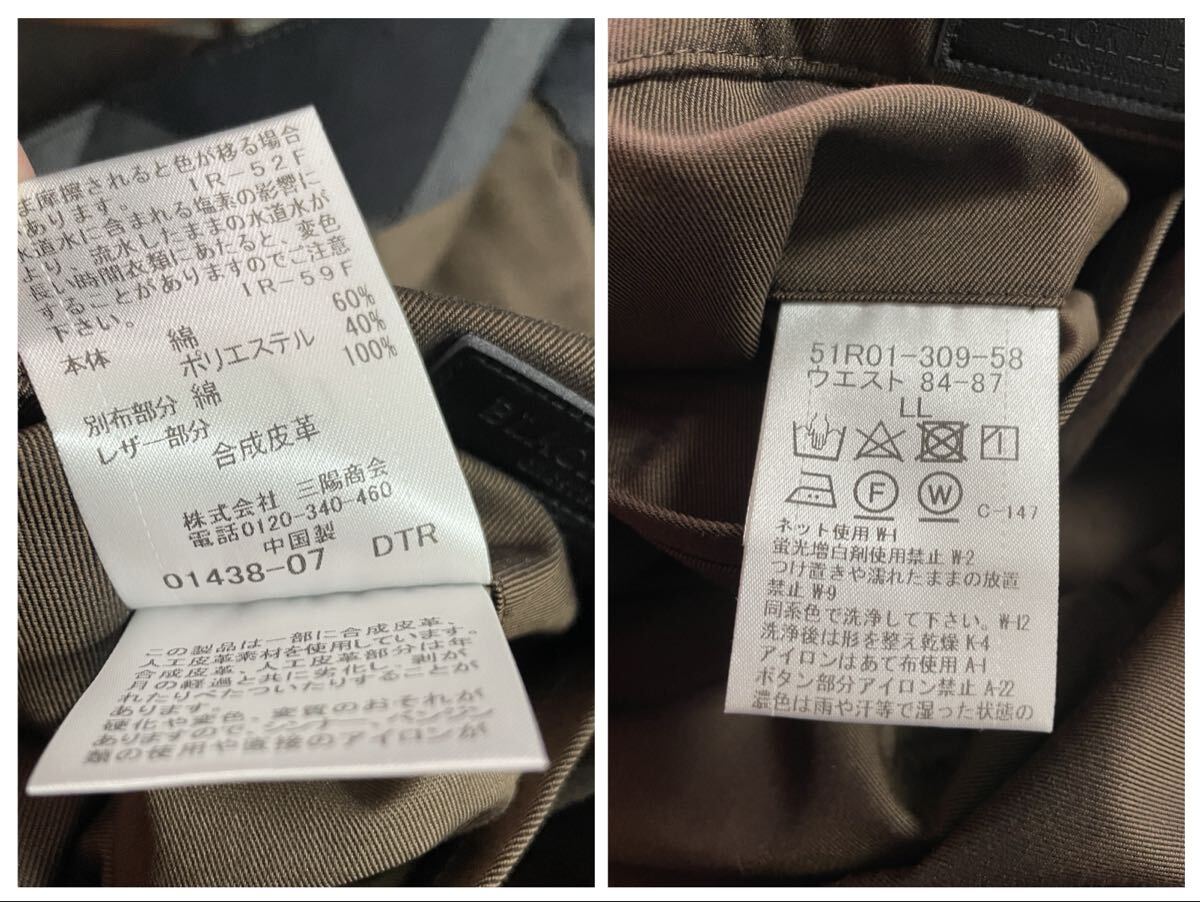 ま摩擦されると色が移る場合
あります。 IR-52F
水道水に含まれる塩素の影響に
より、流水したままの水道水が
長い時間衣類にあたると、変色
することがありますのでご注意
下さい。 IR-59F
本体 綿 60%
ポリエステル 40%
別布部分 綿 100%
レザー部分
合成皮革
株式会社 三陽商会
電話0120-340-460
中国製
01438-07 DTR
この製品は一部に合成皮革、
人工皮革素材を使用しています。
合成皮革、人工皮革部分は年
月の経過と共に劣化し、剥が
れたりべたついたりすることが
あります。
硬化や変色、変質のおそれが
ありますので、シンナー、ベンジン
類の使用や直接のアイロンが
BLACK
51R01-309-58
ウエスト 84-87
LL
F W C-147
ネット使用 W-1
蛍光増白剤使用禁止 W-2
つけ置きや濡れたままの放置
禁止 W-9
同系色で洗浄して下さい。W-12
洗浄後は形を整え乾燥 K-4
アイロンはあて布使用 A-1
ボタン部分アイロン禁止 A-22
濃色は雨や汗等で湿った状態の